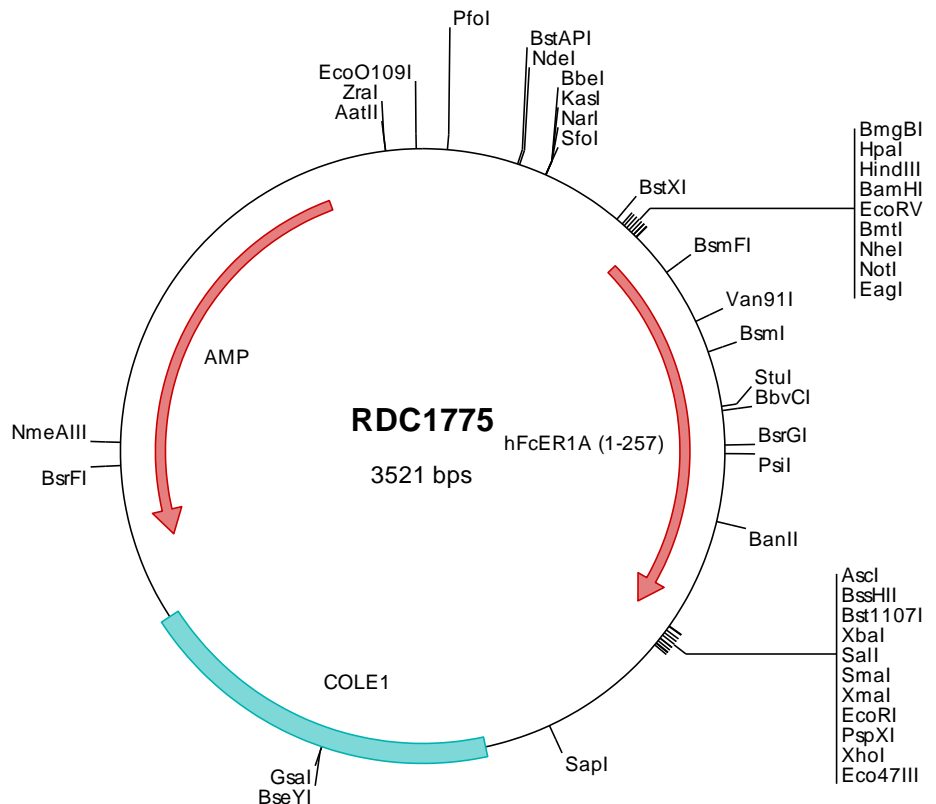 PfoI
BstAPI
NdeI
EcoO109I
ZraI
AatII
BbeI
KasI
NarI
SfoI
BstXI
BmgBI
HpaI
HindIII
BamHI
EcoRV
BmtI
NheI
NotI
EagI
BsmFI
Van91I
BsmI
StuI
BbvCI
BsrGI
PsiI
BanII
AMP
RDC1775
3521 bps
hFcER1A (1-257)
NmeAIII
BsrFI
AscI
BssHII
Bst1107I
XbaI
SalI
SmaI
XmaI
EcoRI
PspXI
XhoI
Eco47III
COLE1
SapI
GsaI
BseYI